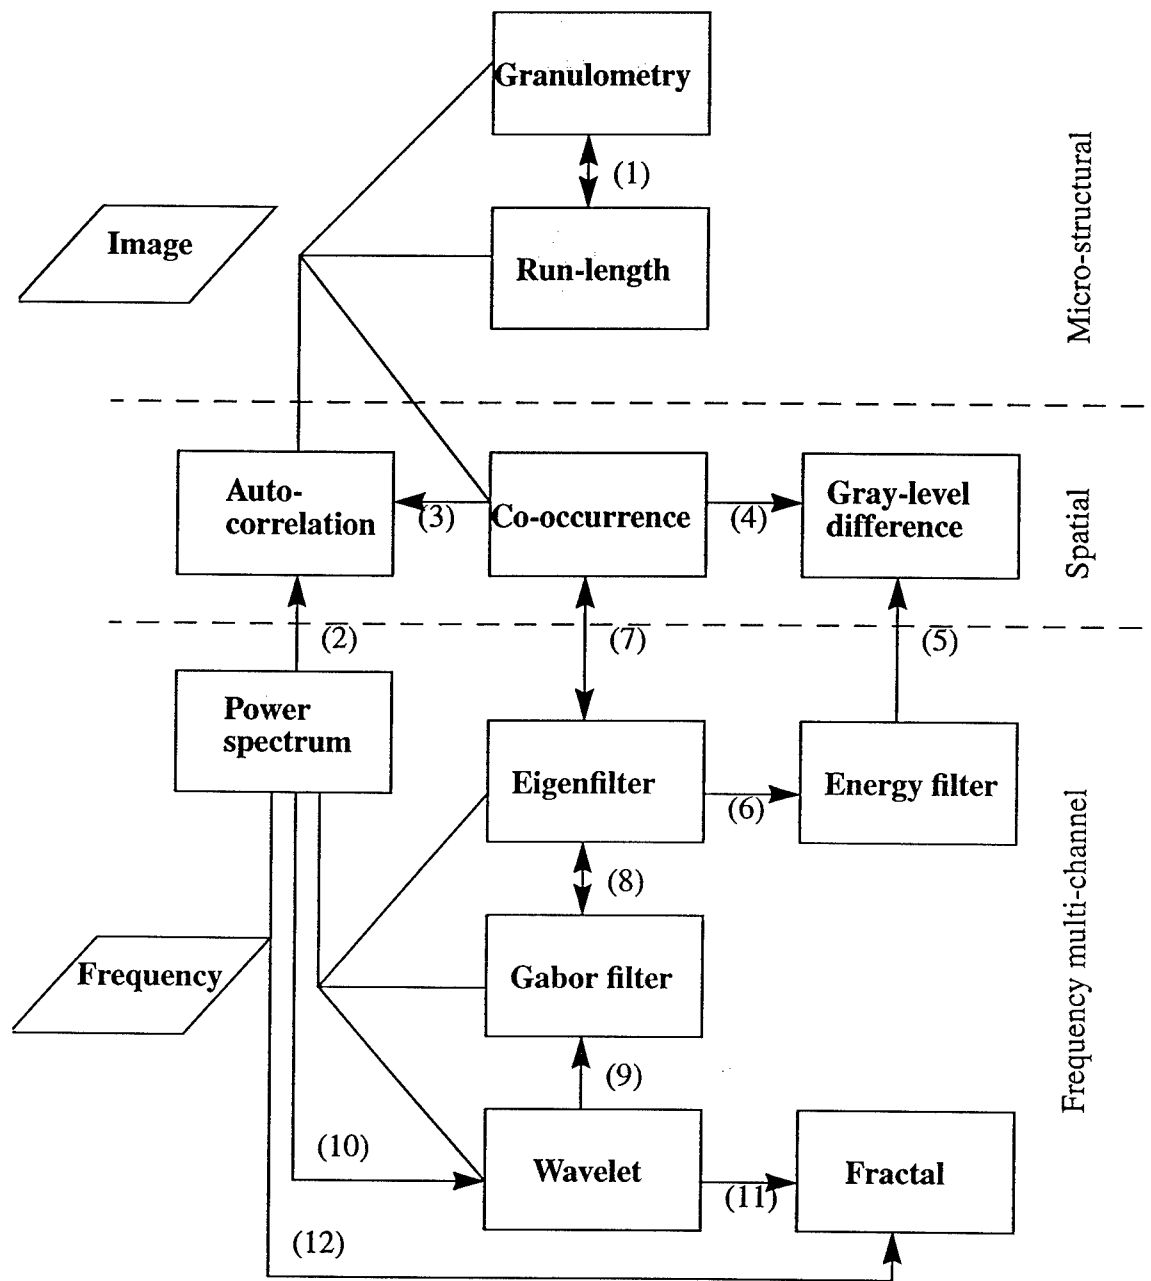 Granulometry
(1)
Image
Run-length
Micro-structural
Auto-
correlation
(3)
Co-occurrence
(4)
Gray-level
difference
Spatial
(2)
(7)
(5)
Power
spectrum
Eigenfilter
(6)
Energy filter
(8)
Frequency
Gabor filter
Frequency multi-channel
(9)
(10)
Wavelet
(11)
Fractal
(12)